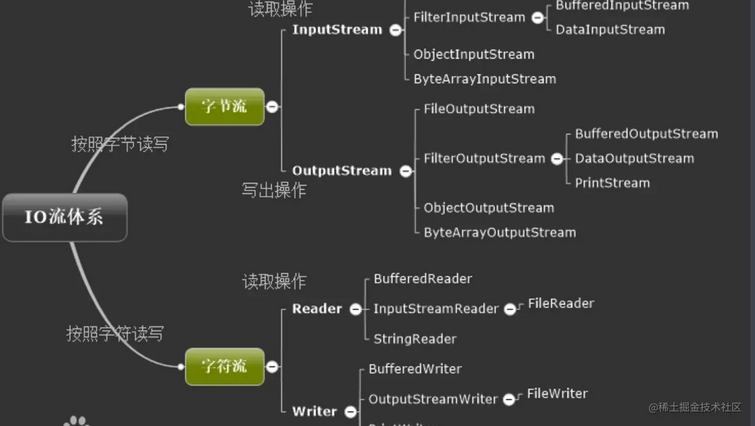 读取操作
BufferedInputStream
FilterInputStream
DataInputStream
InputStream
ObjectInputStream
ByteArrayInputStream
字节流
FileOutputStream
按照字节读写
BufferedOutputStream
FilterOutputStream
DataOutputStream
OutputStream
PrintStream
写出操作
ObjectOutputStream
IO流体系
ByteArrayOutputStream
读取操作
BufferedReader
Reader
InputStreamReader
FileReader
按照字符读写
StringReader
字符流
BufferedWriter
OutputStreamWriter
FileWriter
Writer
@稀土掘金技术社区